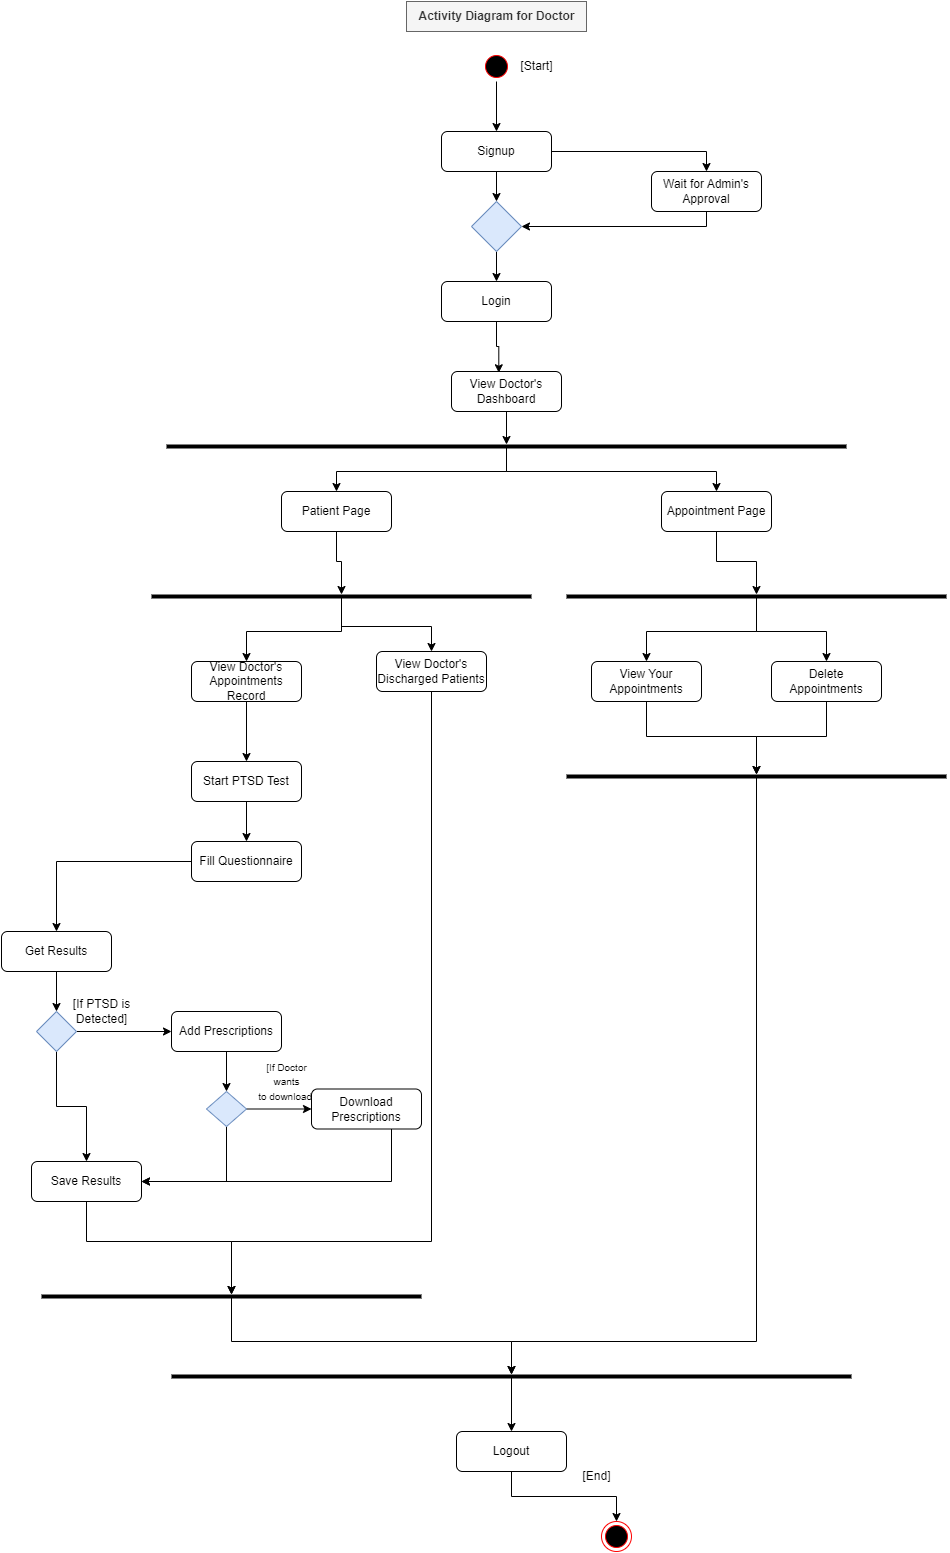 Activity Diagram for Doctor
[Start]
Signup
Wait for Admin's
Approval
Login
View Doctor's
Dashboard
Patient Page
Appointment Page
View Doctor's
Appointments
Record
View Doctor's
Discharged Patients
View Your
Appointments
Delete
Appointments
Start PTSD Test
Fill Questionnaire
Get Results
[If PTSD is
Detected]
Add Prescriptions
[If Doctor
wants
to download
Download
Prescriptions
Save Results
Logout
[End]